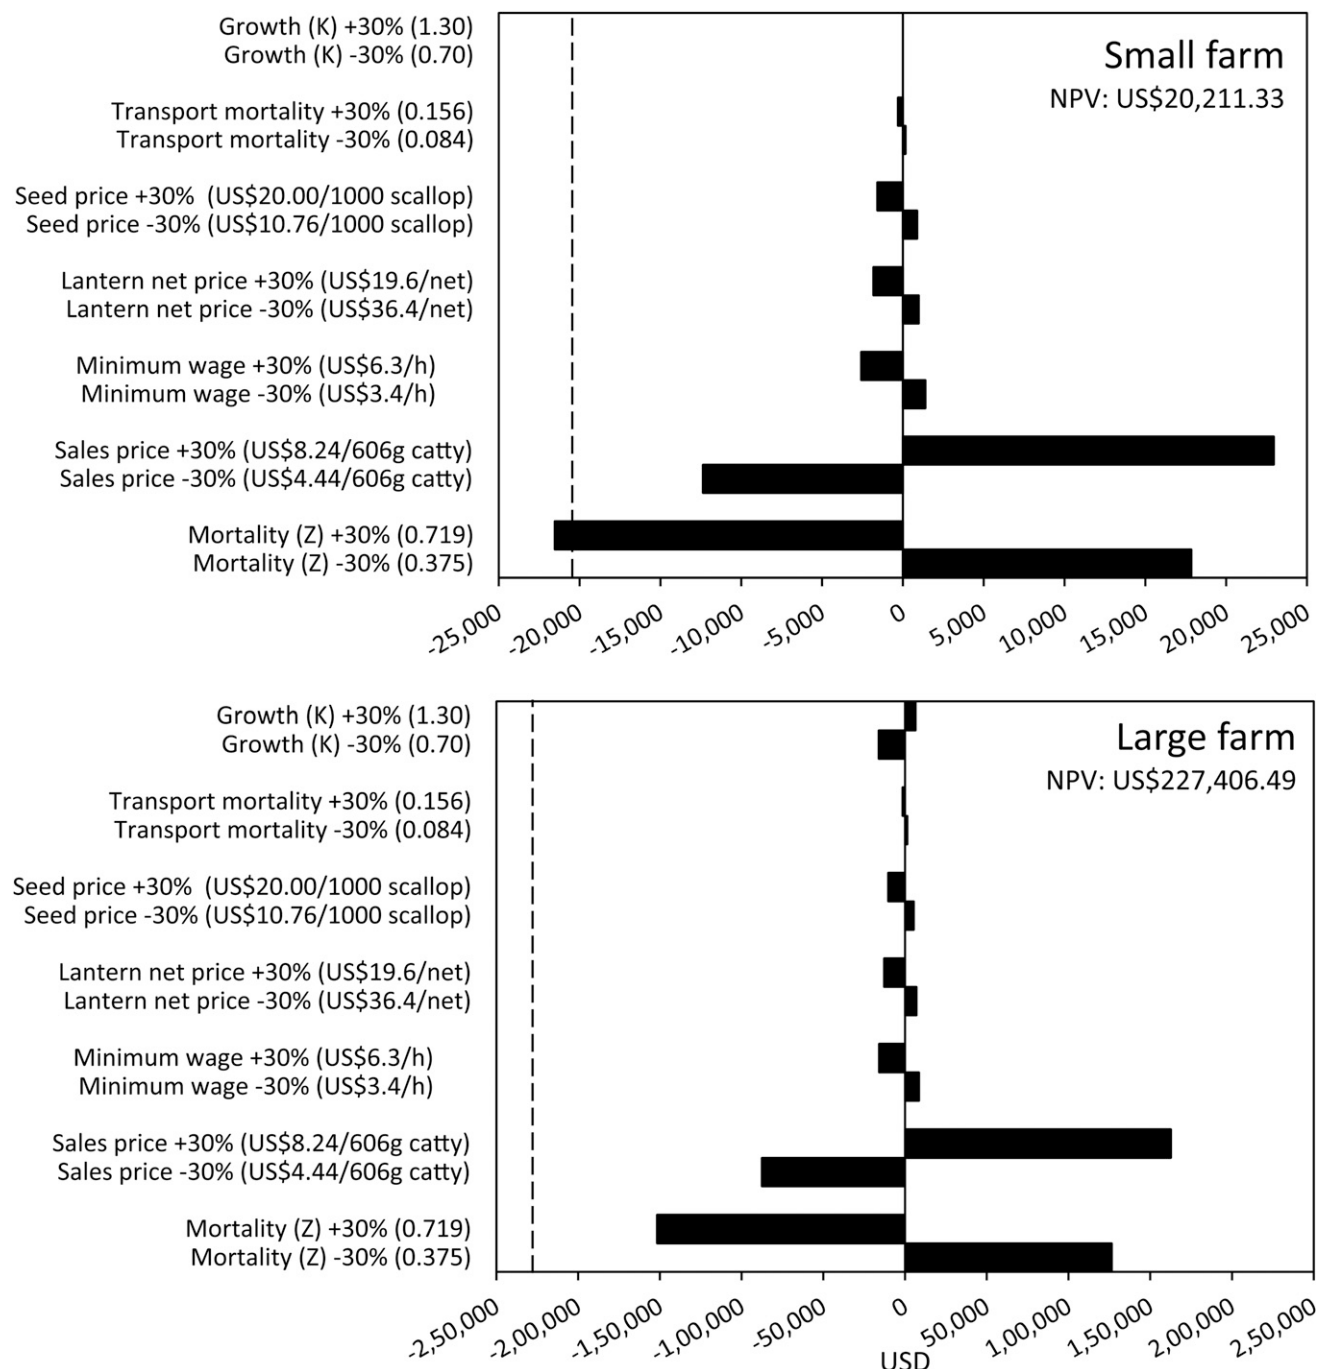 Growth (K) +30% (1.30)
Growth (K) -30% (0.70)
Small farm
NPV: US$20,211.33
Transport mortality +30% (0.156)
Transport mortality -30% (0.084)
Seed price +30%  (US$20.00/1000 scallop)
Seed price -30% (US$10.76/1000 scallop)
Lantern net price +30% (US$19.6/net)
Lantern net price -30% (US$36.4/net)
Minimum wage +30% (US$6.3/h)
Minimum wage -30% (US$3.4/h)
Sales price +30% (US$8.24/606g catty)
Sales price -30% (US$4.44/606g catty)
Mortality (Z) +30% (0.719)
Mortality (Z) -30% (0.375)
-25,000 -20,000 -15,000 -10,000 -5,000 0 5,000 10,000 15,000 20,000 25,000
Growth (K) +30% (1.30)
Growth (K) -30% (0.70)
Large farm
NPV: US$227,406.49
Transport mortality +30% (0.156)
Transport mortality -30% (0.084)
Seed price +30%  (US$20.00/1000 scallop)
Seed price -30% (US$10.76/1000 scallop)
Lantern net price +30% (US$19.6/net)
Lantern net price -30% (US$36.4/net)
Minimum wage +30% (US$6.3/h)
Minimum wage -30% (US$3.4/h)
Sales price +30% (US$8.24/606g catty)
Sales price -30% (US$4.44/606g catty)
Mortality (Z) +30% (0.719)
Mortality (Z) -30% (0.375)
-2,50,000 -2,00,000 -1,50,000 -1,00,000 -50,000 0 50,000 1,00,000 1,50,000 2,00,000 2,50,000
USD